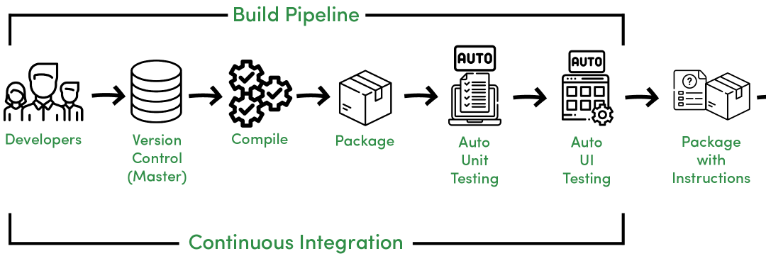 Build Pipeline
AUTO
AUTO
Developers
Version
Control
(Master)
Compile
Package
Auto
Unit
Testing
Auto
UI
Testing
Package
with
Instructions
Continuous Integration